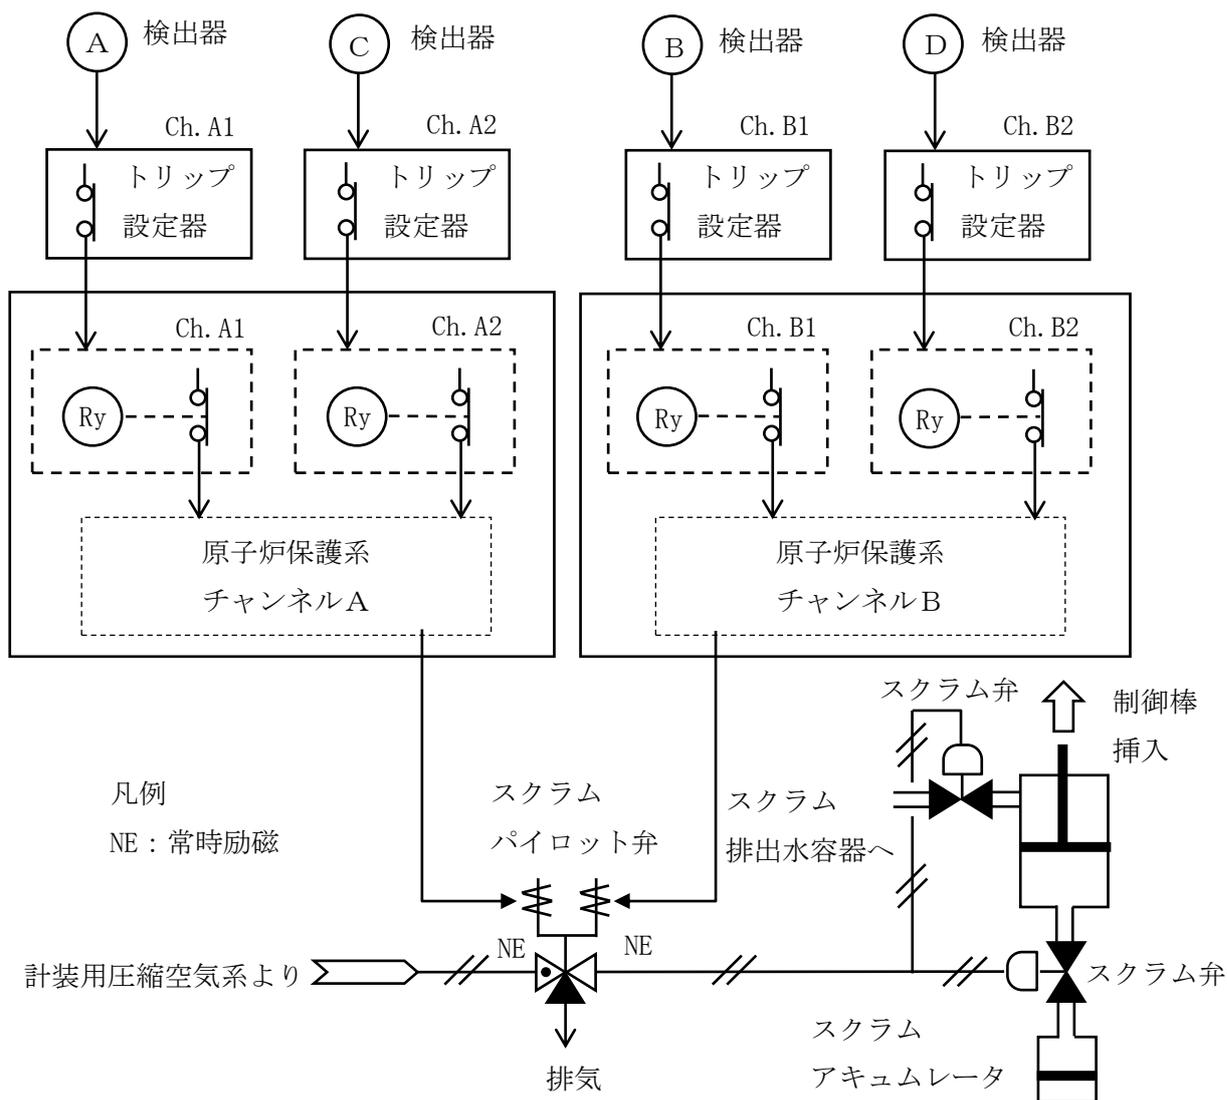 A
検出器
C
検出器
B
検出器
D
検出器
Ch. A1
Ch. A2
Ch. B1
Ch. B2
トリップ
設定器
トリップ
設定器
トリップ
設定器
トリップ
設定器
Ch. A1
Ch. A2
Ch. B1
Ch. B2
Ry
Ry
Ry
Ry
原子炉保護系
チャンネルA
原子炉保護系
チャンネルB
スクラム弁
制御棒
挿入
凡例
NE：常時励磁
スクラム
パイロット弁
スクラム
排出水容器へ
NE
NE
計装用圧縮空気系より
スクラム弁
排気
スクラム
アキュムレータ